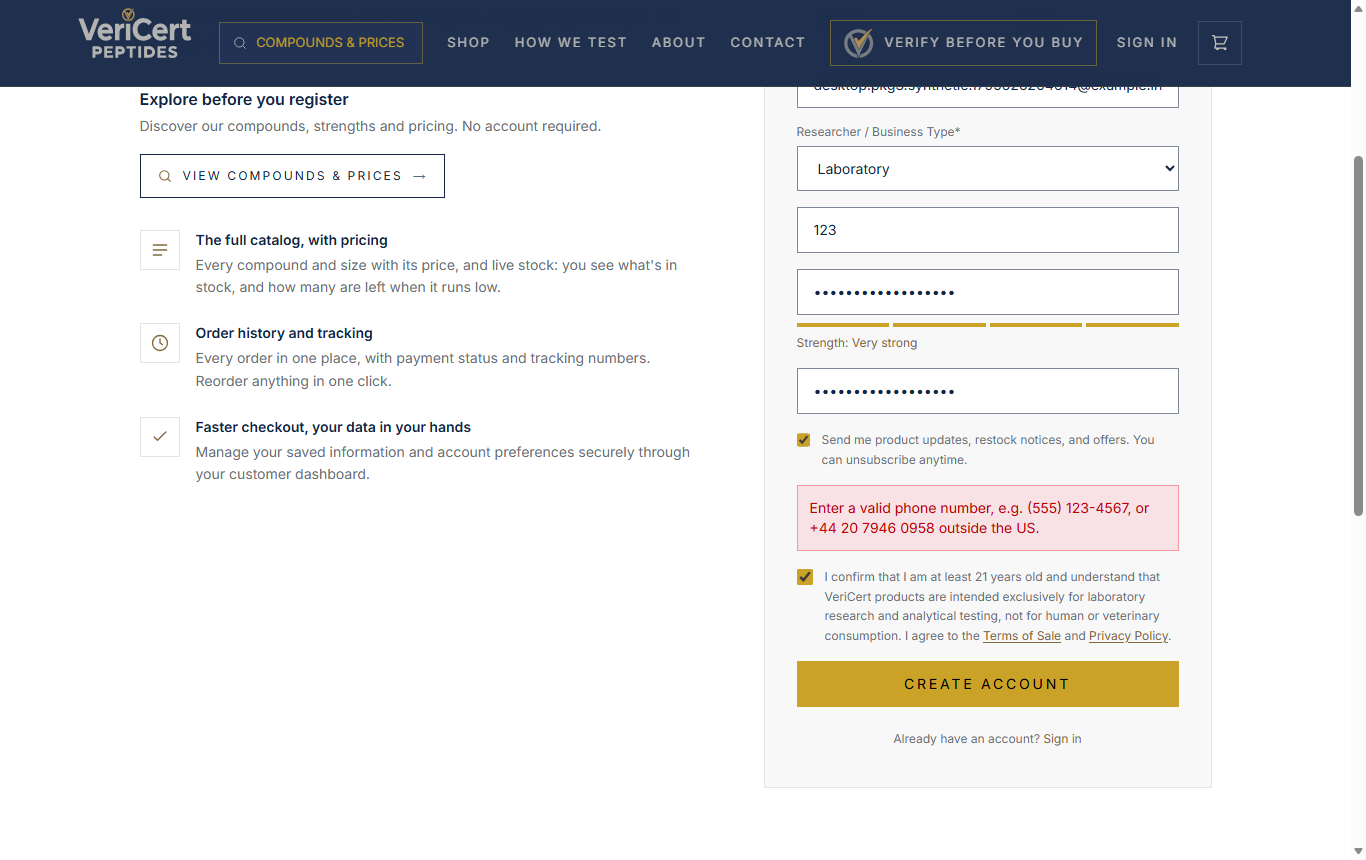 VeriCert
PEPTIDES
COMPOUNDS & PRICES
SHOP
HOW WE TEST
ABOUT
CONTACT
VERIFY BEFORE YOU BUY
SIGN IN
Explore before you register
Discover our compounds, strengths and pricing. No account required.
VIEW COMPOUNDS & PRICES →
The full catalog, with pricing
Every compound and size with its price, and live stock: you see what's in
stock, and how many are left when it runs low.
Order history and tracking
Every order in one place, with payment status and tracking numbers.
Reorder anything in one click.
Faster checkout, your data in your hands
Manage your saved information and account preferences securely through
your customer dashboard.
Researcher / Business Type*
Laboratory
123
••••••••••••••••••
Strength: Very strong
••••••••••••••••••
Send me product updates, restock notices, and offers. You
can unsubscribe anytime.
Enter a valid phone number, e.g. (555) 123-4567, or
+44 20 7946 0958 outside the US.
I confirm that I am at least 21 years old and understand that
VeriCert products are intended exclusively for laboratory
research and analytical testing, not for human or veterinary
consumption. I agree to the Terms of Sale and Privacy Policy.
CREATE ACCOUNT
Already have an account? Sign in